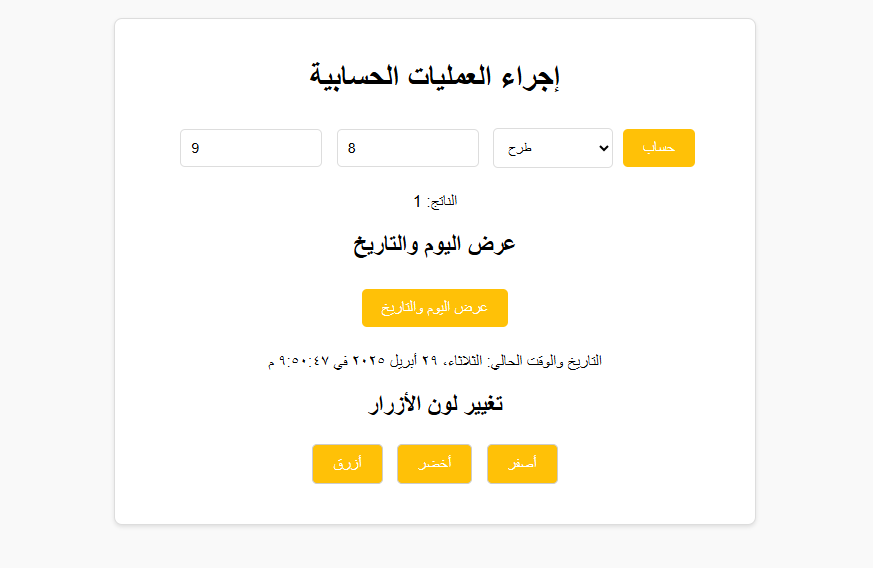 إجراء العمليات الحسابية
9 8 طرح حساب
الناتج: 1
عرض اليوم والتاريخ
عرض اليوم والتاريخ
التاريخ والوقت الحالي: الثلاثاء، ٢٩ أبريل ٢٠٢٥ في ٩:٥٠:٤٧ م
تغيير لون الأزرار
أزرق أخضر أصفر